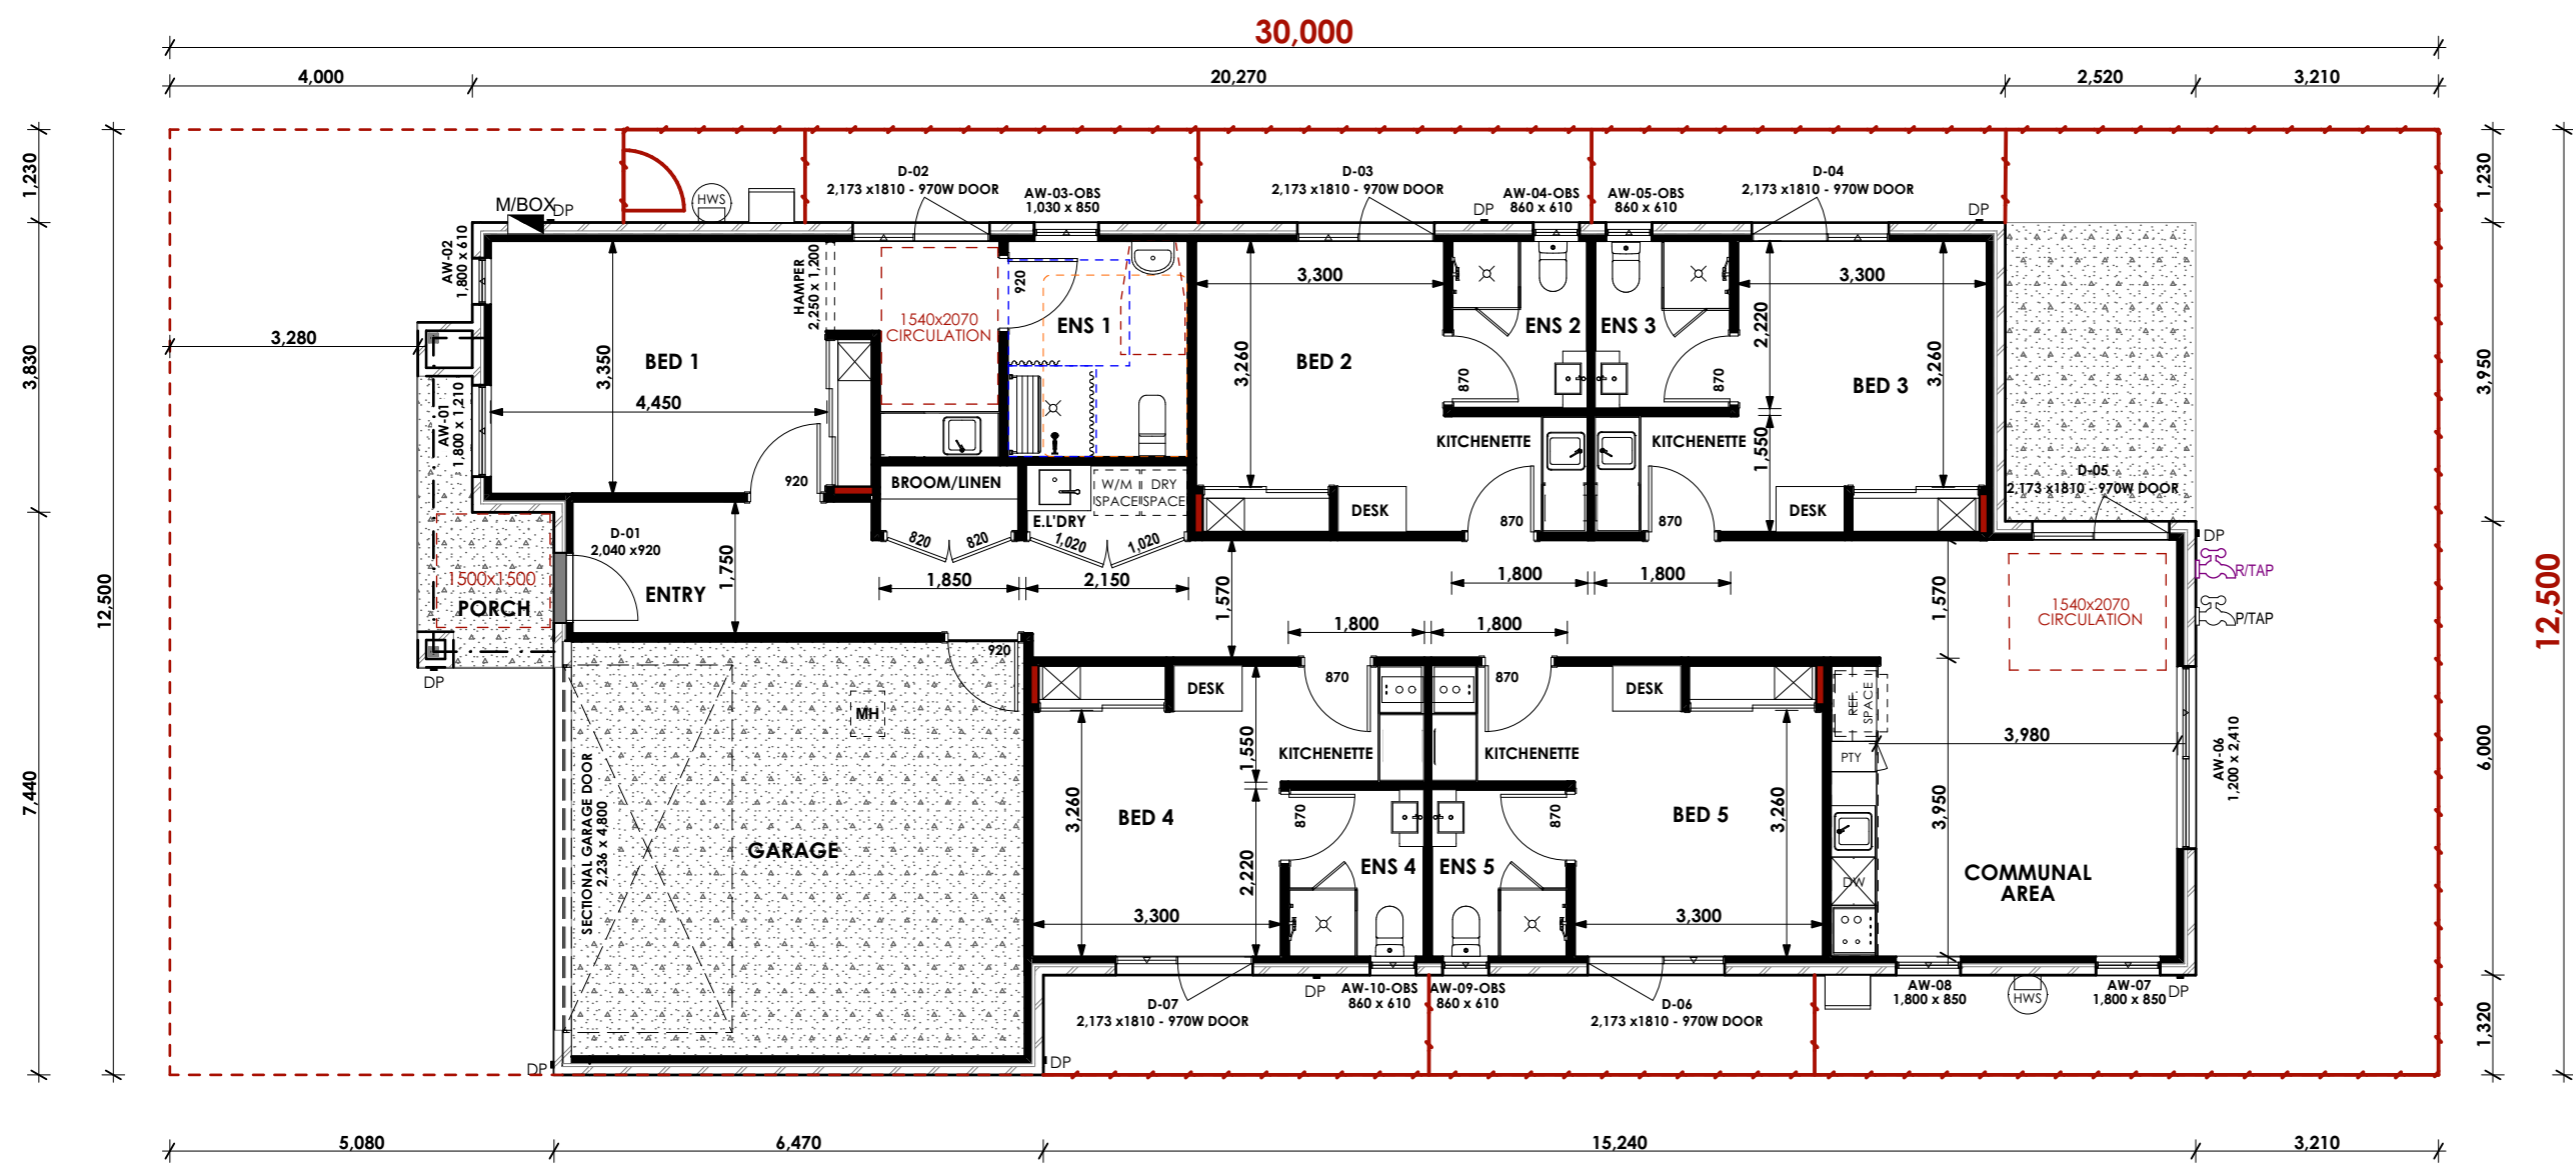 30,000
4,000
20,270
2,520
3,210
1,230
3,830
7,440
12,500
1,230
3,950
6,000
1,320
12,500
M/BOX
DP
HWS
D-02
2,173 x1810 - 970W DOOR
AW-03-OBS
1,030 x 850
D-03
2,173 x1810 - 970W DOOR
DP
AW-04-OBS
860 x 610
AW-05-OBS
860 x 610
D-04
2,173 x1810 - 970W DOOR
DP
AW-02
1,800 x 610
3,280
AW-01
1,800 x 1,210
3,350
BED 1
4,450
920
HAMPER
2,250 x 1,200
1540x2070
CIRCULATION
920
ENS 1
3,300
3,260
BED 2
870
ENS 2
ENS 3
870
2,220
1,550
3,300
3,260
BED 3
KITCHENETTE
KITCHENETTE
BROOM/LINEN
W/M
SPACE
DRY
SPACE
E.L'DRY
DESK
870
870
DESK
D-05
2,173 x1810 - 970W DOOR
820
820
1,020
1,020
1,850
2,150
D-01
2,040 x920
1,750
ENTRY
1500x1500
PORCH
DP
1,570
1,800
1,800
1,800
1,800
1,570
1540x2070
CIRCULATION
DP
R/TAP
P/TAP
920
MH
SECTIONAL GARAGE DOOR
2,236 x 4,800
GARAGE
DESK
870
870
DESK
1,550
KITCHENETTE
KITCHENETTE
3,260
BED 4
2,220
870
ENS 4
ENS 5
870
BED 5
3,260
3,300
3,300
REF.
SPACE
PTY
DW
3,980
3,950
COMMUNAL
AREA
AW-06
1,200 x 2,410
DP
DP
D-07
2,173 x1810 - 970W DOOR
DP
AW-10-OBS
860 x 610
AW-09-OBS
860 x 610
D-06
2,173 x1810 - 970W DOOR
AW-08
1,800 x 850
HWS
AW-07
1,800 x 850
DP
5,080
6,470
15,240
3,210